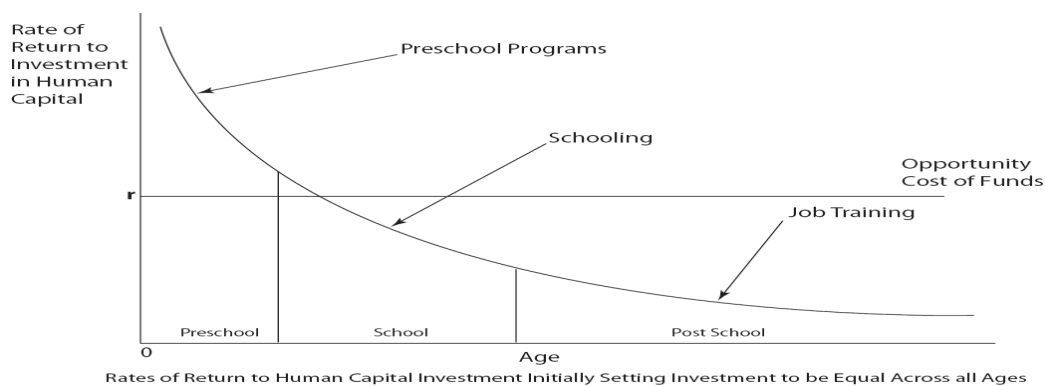 Rate of
Return to
Investment
in Human
Capital
Preschool Programs
Schooling
Opportunity
Cost of Funds
r
Job Training
Preschool
School
Post School
0
Age
Rates of Return to Human Capital Investment Initially Setting Investment to be Equal Across all Ages